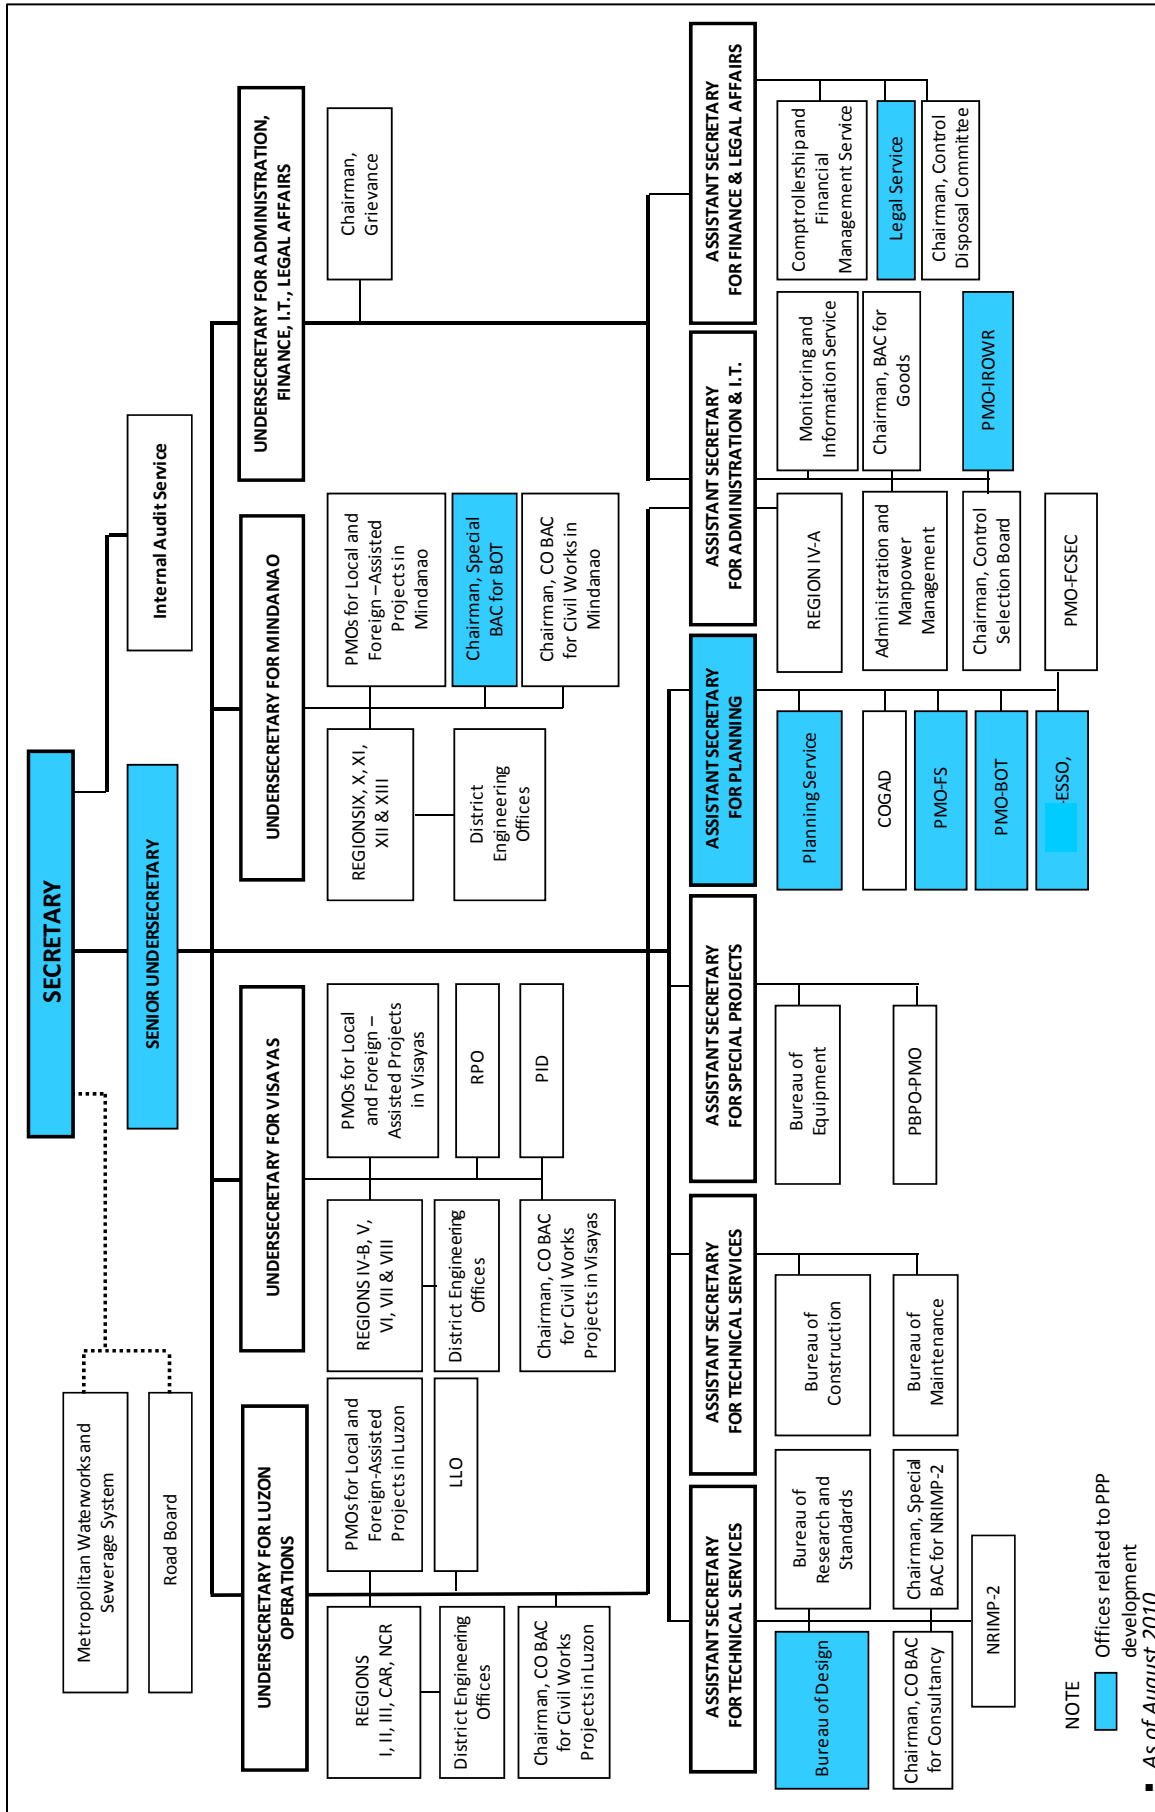 SECRETARY
Metropolitan Waterworks and
Sewerage System
Road Board
SENIOR UNDERSECRETARY
Internal Audit Service
UNDERSECRETARY FOR LUZON
OPERATIONS
UNDERSECRETARY FOR VISAYAS
UNDERSECRETARY FOR MINDANAO
UNDERSECRETARY FOR ADMINISTRATION,
FINANCE, I.T., LEGAL AFFAIRS
REGIONS
I, II, III, CAR, NCR
PMOs for Local and
Foreign-Assisted
Projects in Luzon
District Engineering
Offices
LLO
Chairman, CO BAC
for Civil Works
Projects in Luzon
REGIONS IV-B, V,
VI, VII & VIII
PMOs for Local
and Foreign –
Assisted Projects
in Visayas
District Engineering
Offices
RPO
Chairman, CO BAC
for Civil Works
Projects in Visayas
PID
REGIONSIX, X, XI,
XII & XIII
PMOs for Local and
Foreign –Assisted
Projects in
Mindanao
District
Engineering
Offices
Chairman, Special
BAC for BOT
Chairman, CO BAC
for Civil Works in
Mindanao
Chairman,
Grievance
ASSISTANT SECRETARY
FOR TECHNICAL SERVICES
ASSISTANT SECRETARY
FOR TECHNICAL SERVICES
ASSISTANT SECRETARY
FOR SPECIAL PROJECTS
ASSISTANT SECRETARY
FOR PLANNING
ASSISTANT SECRETARY
FOR ADMINISTRATION & I.T.
ASSISTANT SECRETARY
FOR FINANCE & LEGAL AFFAIRS
Bureau of Design
Bureau of
Research and
Standards
Chairman, CO BAC
for Consultancy
Chairman, Special
BAC for NRIMP-2
NRIMP-2
Bureau of
Construction
Bureau of
Maintenance
Bureau of
Equipment
PBPO-PMO
Planning Service
COGAD
PMO-FS
PMO-BOT
-ESSO,
PMO-FCSEC
REGION IV-A
Monitoring and
Information Service
Administration and
Manpower
Management
Chairman, BAC for
Goods
Chairman, Control
Selection Board
PMO-IROWR
Comptrollership and
Financial
Management Service
Legal Service
Chairman, Control
Disposal Committee
NOTE
Offices related to PPP
development
▪ As of August 2010